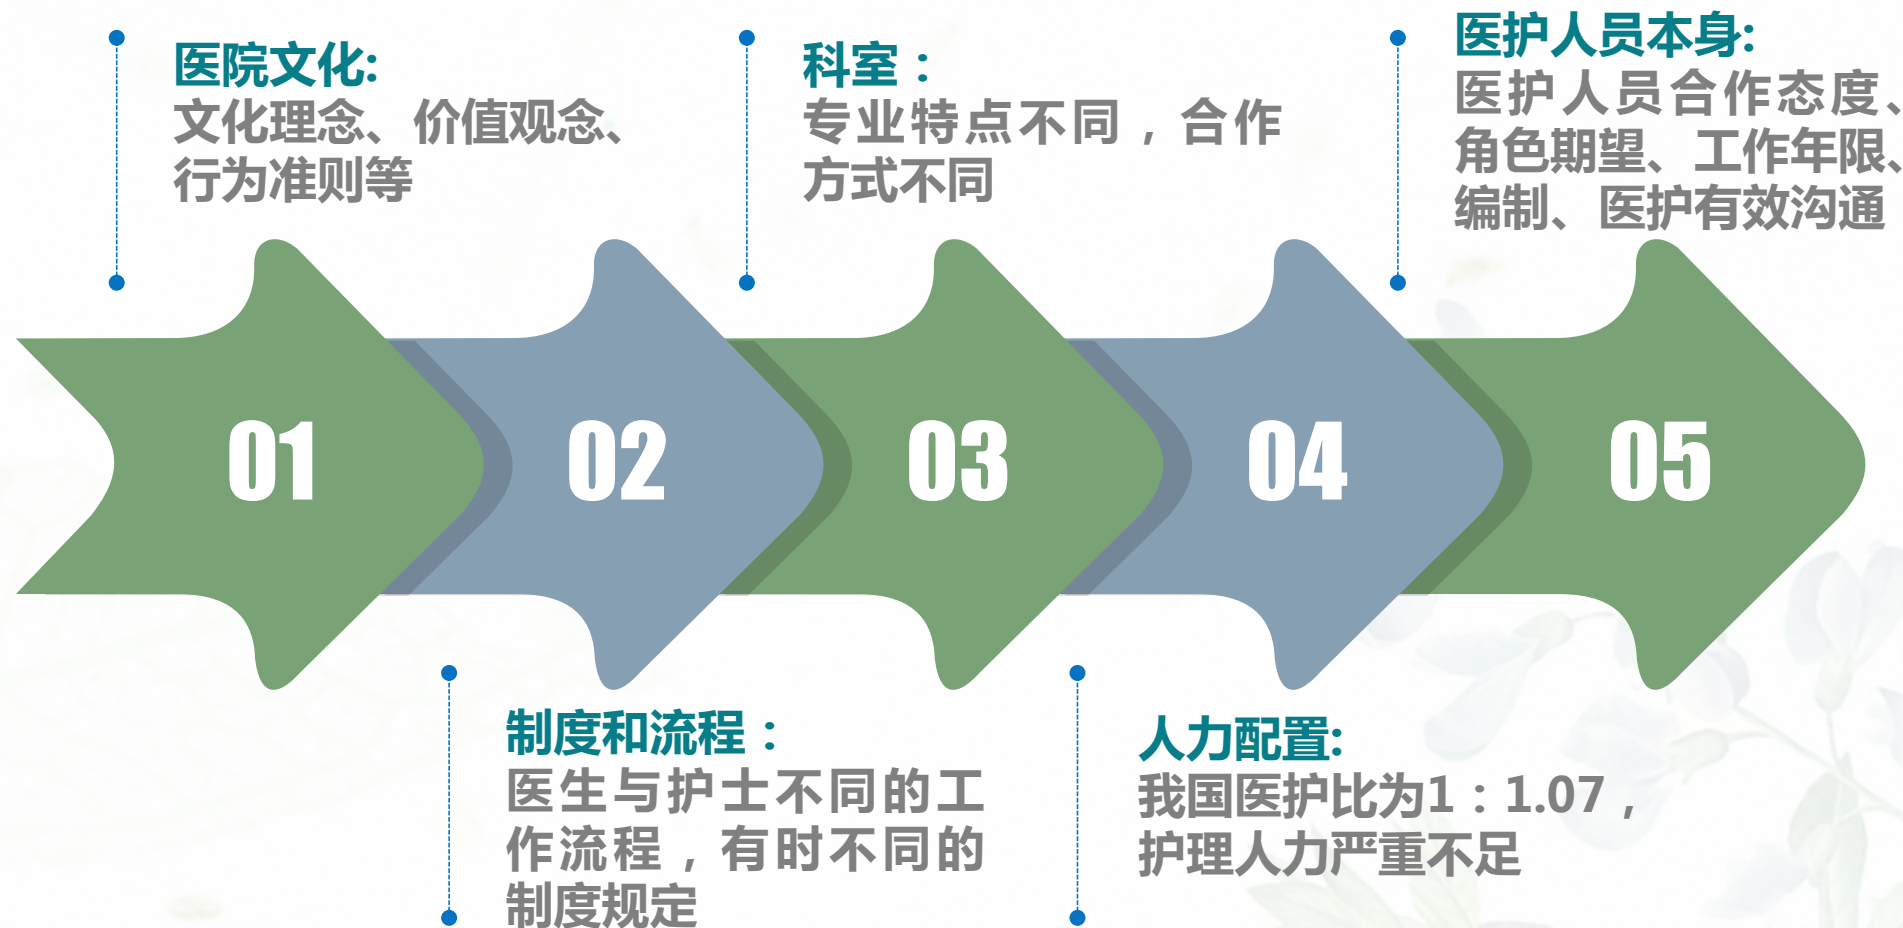 医院文化:
文化理念、价值观念、
行为准则等
科室：
专业特点不同，合作
方式不同
医护人员本身:
医护人员合作态度、
角色期望、工作年限、
编制、医护有效沟通
01
02
03
04
05
制度和流程：
医生与护士不同的工
作流程，有时不同的
制度规定
人力配置:
我国医护比为1：1.07，
护理人力严重不足